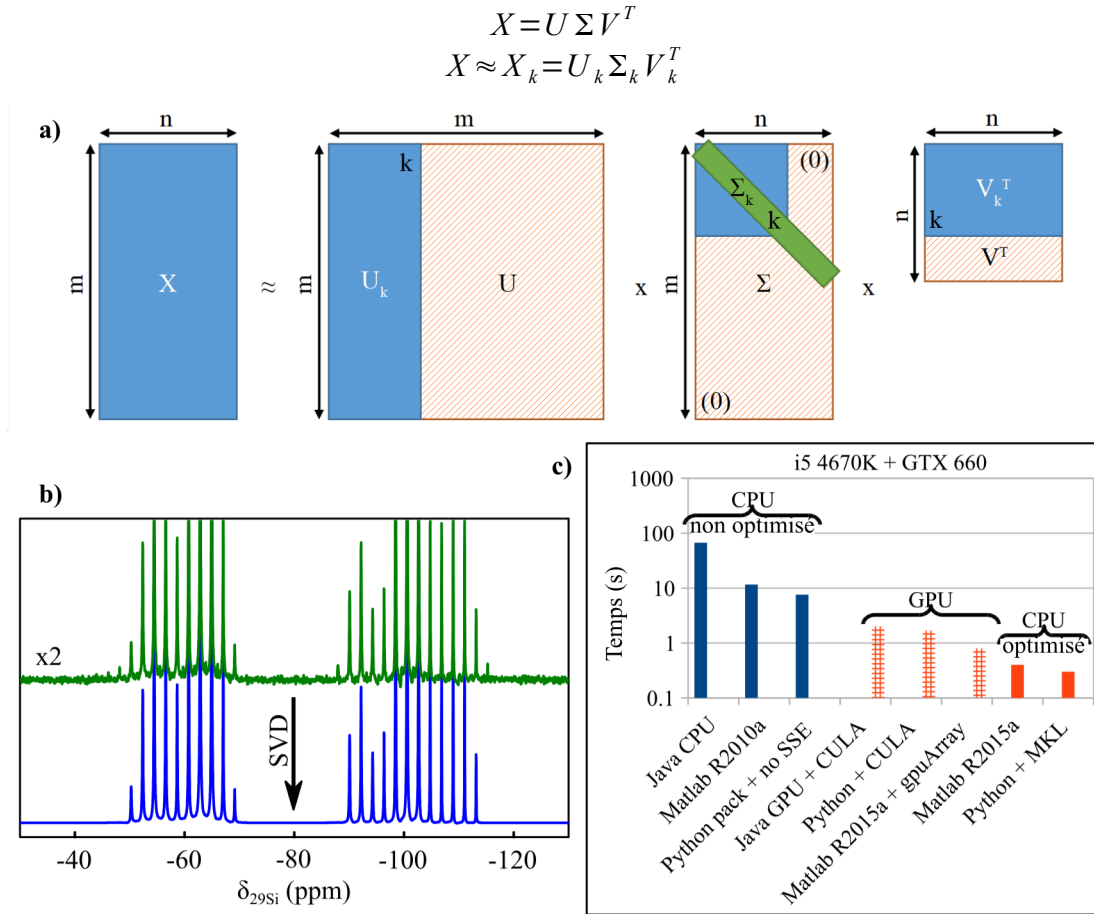 X = U Σ V^T
X ≈ X_k = U_k Σ_k V_k^T
a)
n
m
n
n
m
X
≈
m
k
U_k
U
x
m
(0)
Σ_k
k
Σ
(0)
x
n
V_k^T
k
V^T
b)
x2
SVD
-40 -60 -80 -100 -120
δ_29Si (ppm)
c)
i5 4670K + GTX 660
Temps (s)
1000
100
10
1
0.1
CPU
non optimisé
GPU
CPU
optimisé
Java CPU
Matlab R2010a
Python pack + no SSE
Java GPU + CULA
Python + CULA
Matlab R2015a + gpuArray
Matlab R2015a
Python + MKL